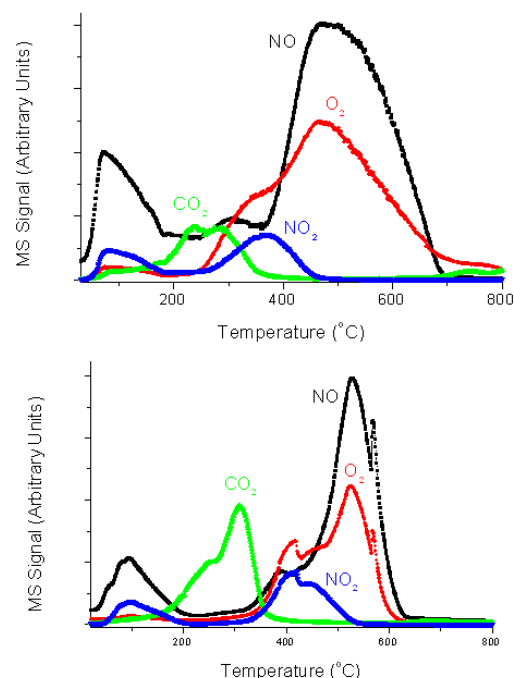 MS Signal (Arbitrary Units)
NO
O₂
CO₂
NO₂
200 400 600 800
Temperature (°C)
MS Signal (Arbitrary Units)
NO
O₂
CO₂
NO₂
200 400 600 800
Temperature (°C)